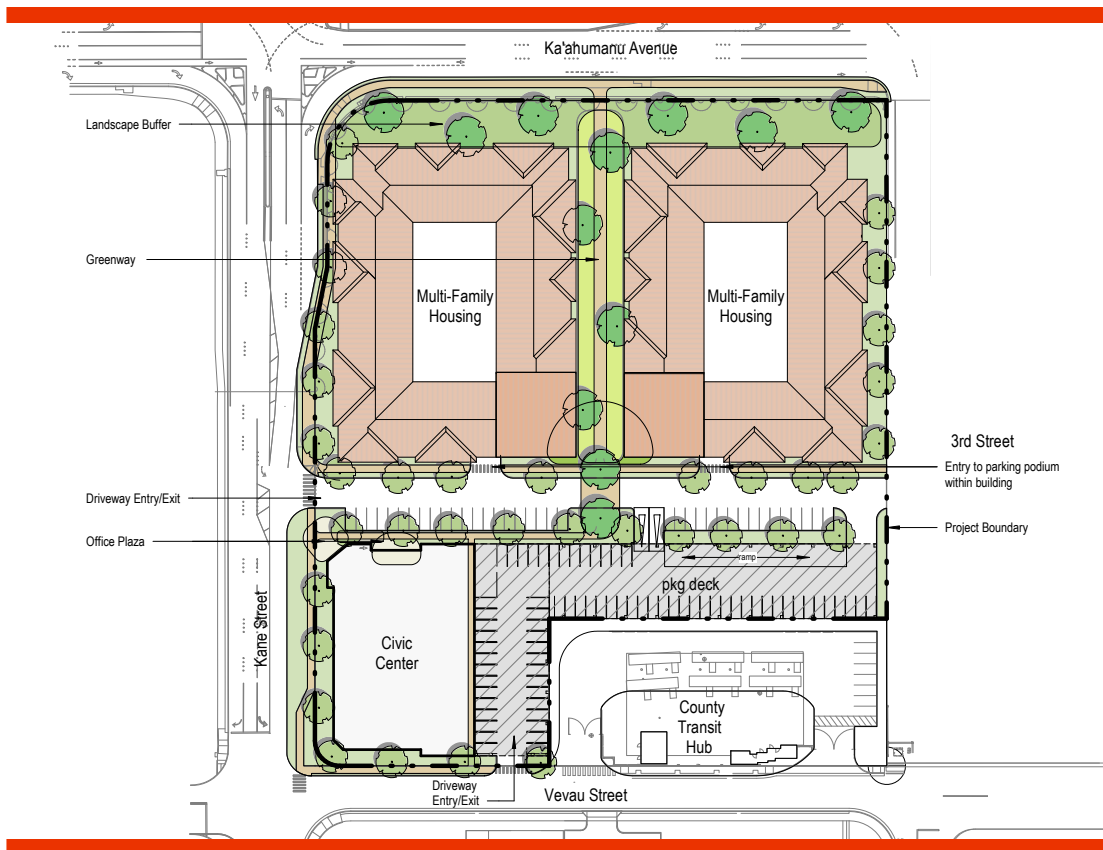 Ka'ahumanu Avenue
Landscape Buffer
Greenway
Multi-Family
Housing
Multi-Family
Housing
3rd Street
Entry to parking podium
within building
Driveway Entry/Exit
Project Boundary
Office Plaza
ramp
pkg deck
Kane Street
Civic
Center
County
Transit
Hub
Driveway
Entry/Exit
Vevau Street